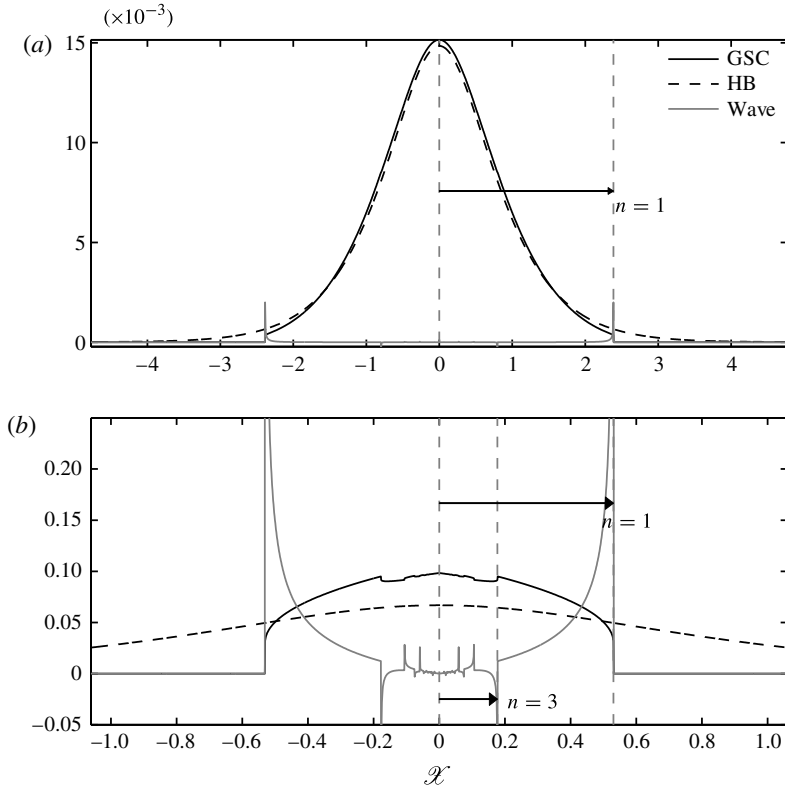 (×10−3)
(a)
15
10
5
0
GSC
HB
Wave
n = 1
−4 −3 −2 −1 0 1 2 3 4
(b)
0.20
0.15
0.10
0.05
0
−0.05
n = 1
n = 3
−1.0 −0.8 −0.6 −0.4 −0.2 0 0.2 0.4 0.6 0.8 1.0
𝒳